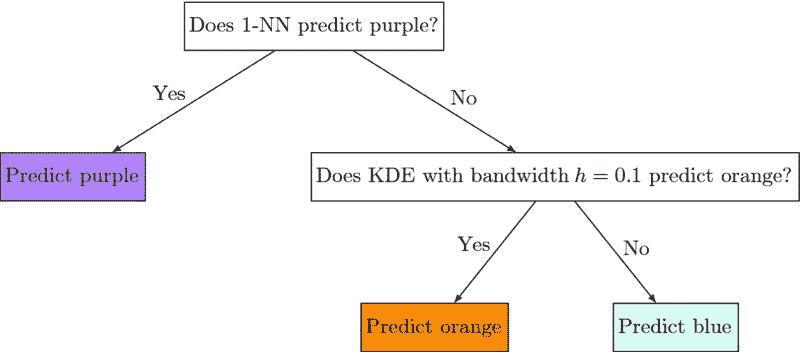 Does 1-NN predict purple?
Yes
No
Predict purple
Does KDE with bandwidth h = 0.1 predict orange?
Yes
No
Predict orange
Predict blue